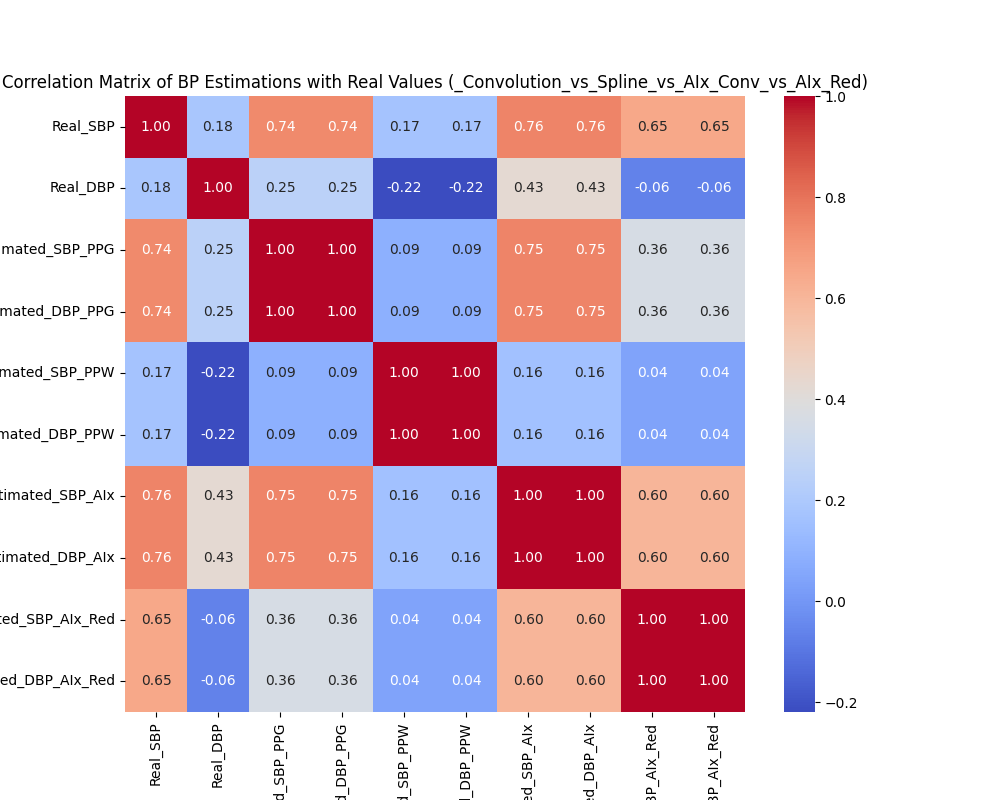 Correlation Matrix of BP Estimations with Real Values (_Convolution_vs_Spline_vs_AIx_Conv_vs_AIx_Red)
Real_SBP 1.00 0.18 0.74 0.74 0.17 0.17 0.76 0.76 0.65 0.65
Real_DBP 0.18 1.00 0.25 0.25 -0.22 -0.22 0.43 0.43 -0.06 -0.06
mated_SBP_PPG 0.74 0.25 1.00 1.00 0.09 0.09 0.75 0.75 0.36 0.36
mated_DBP_PPG 0.74 0.25 1.00 1.00 0.09 0.09 0.75 0.75 0.36 0.36
mated_SBP_PPW 0.17 -0.22 0.09 0.09 1.00 1.00 0.16 0.16 0.04 0.04
mated_DBP_PPW 0.17 -0.22 0.09 0.09 1.00 1.00 0.16 0.16 0.04 0.04
timated_SBP_AIx 0.76 0.43 0.75 0.75 0.16 0.16 1.00 1.00 0.60 0.60
timated_DBP_AIx 0.76 0.43 0.75 0.75 0.16 0.16 1.00 1.00 0.60 0.60
ted_SBP_AIx_Red 0.65 -0.06 0.36 0.36 0.04 0.04 0.60 0.60 1.00 1.00
ed_DBP_AIx_Red 0.65 -0.06 0.36 0.36 0.04 0.04 0.60 0.60 1.00 1.00
Real_SBP
Real_DBP
d_SBP_PPG
d_DBP_PPG
d_SBP_PPW
d_DBP_PPW
ed_SBP_AIx
ed_DBP_AIx
BP_AIx_Red
BP_AIx_Red
1.0
0.8
0.6
0.4
0.2
0.0
−0.2